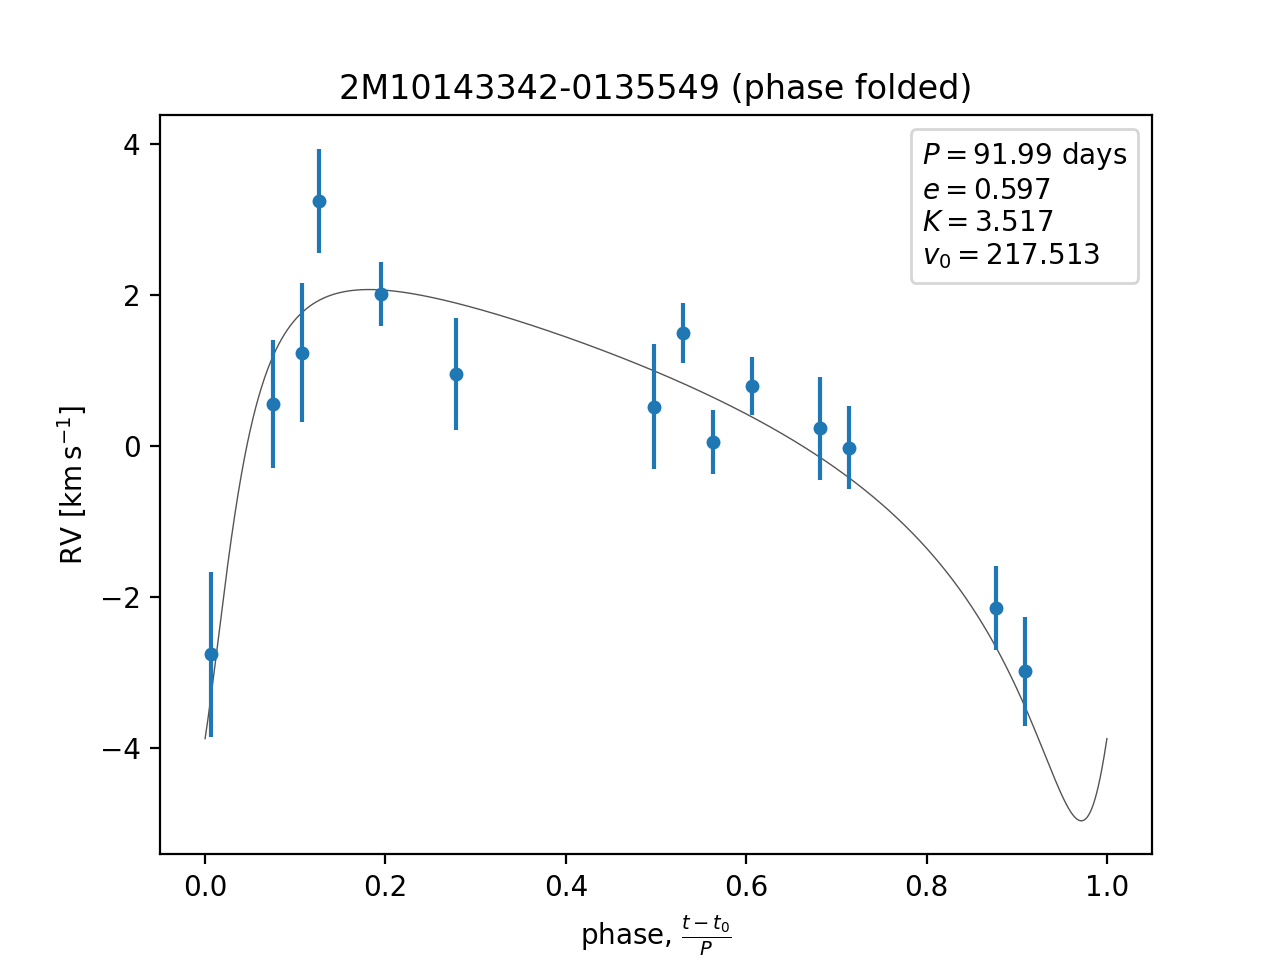 2M10143342-0135549 (phase folded)
P = 91.99 days
e = 0.597
K = 3.517
v₀ = 217.513
4
2
0
−2
−4
RV [km s⁻¹]
0.0 0.2 0.4 0.6 0.8 1.0
phase, (t − t₀)/P